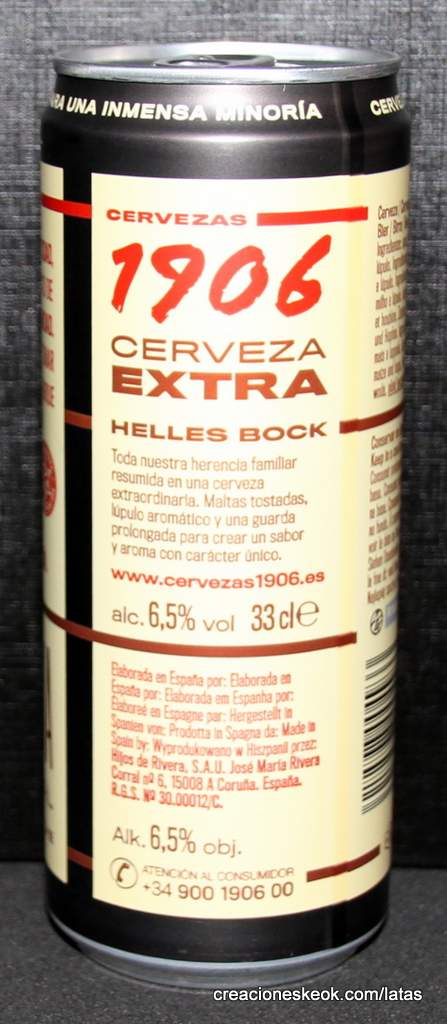 RA UNA INMENSA MINORÍA
CERVE
CERVEZAS
1906
CERVEZA
EXTRA
HELLES BOCK
Toda nuestra herencia familiar
resumida en una cerveza
extraordinaria. Maltas tostadas,
lúpulo aromático y una guarda
prolongada para crear un sabor
y aroma con carácter único.
www.cervezas1906.es
alc. 6,5% vol 33 cl ℮
Elaborada en España por: Elaborada en
España por: Elaborada em Espanha por:
Elaboreé en Espagne par: Hergestellt in
Spanien von: Prodotta in Spagna da: Made in
Spain by: Wyprodukowano w Hiszpanii przez:
Hijos de Rivera, S.A.U. José María Rivera
Corral nº 6, 15008 A Coruña. España.
R.G.S. Nº 30.00012/C.
Alk. 6,5% obj.
ATENCIÓN AL CONSUMIDOR
+34 900 1906 00
creacioneskeok.com/latas